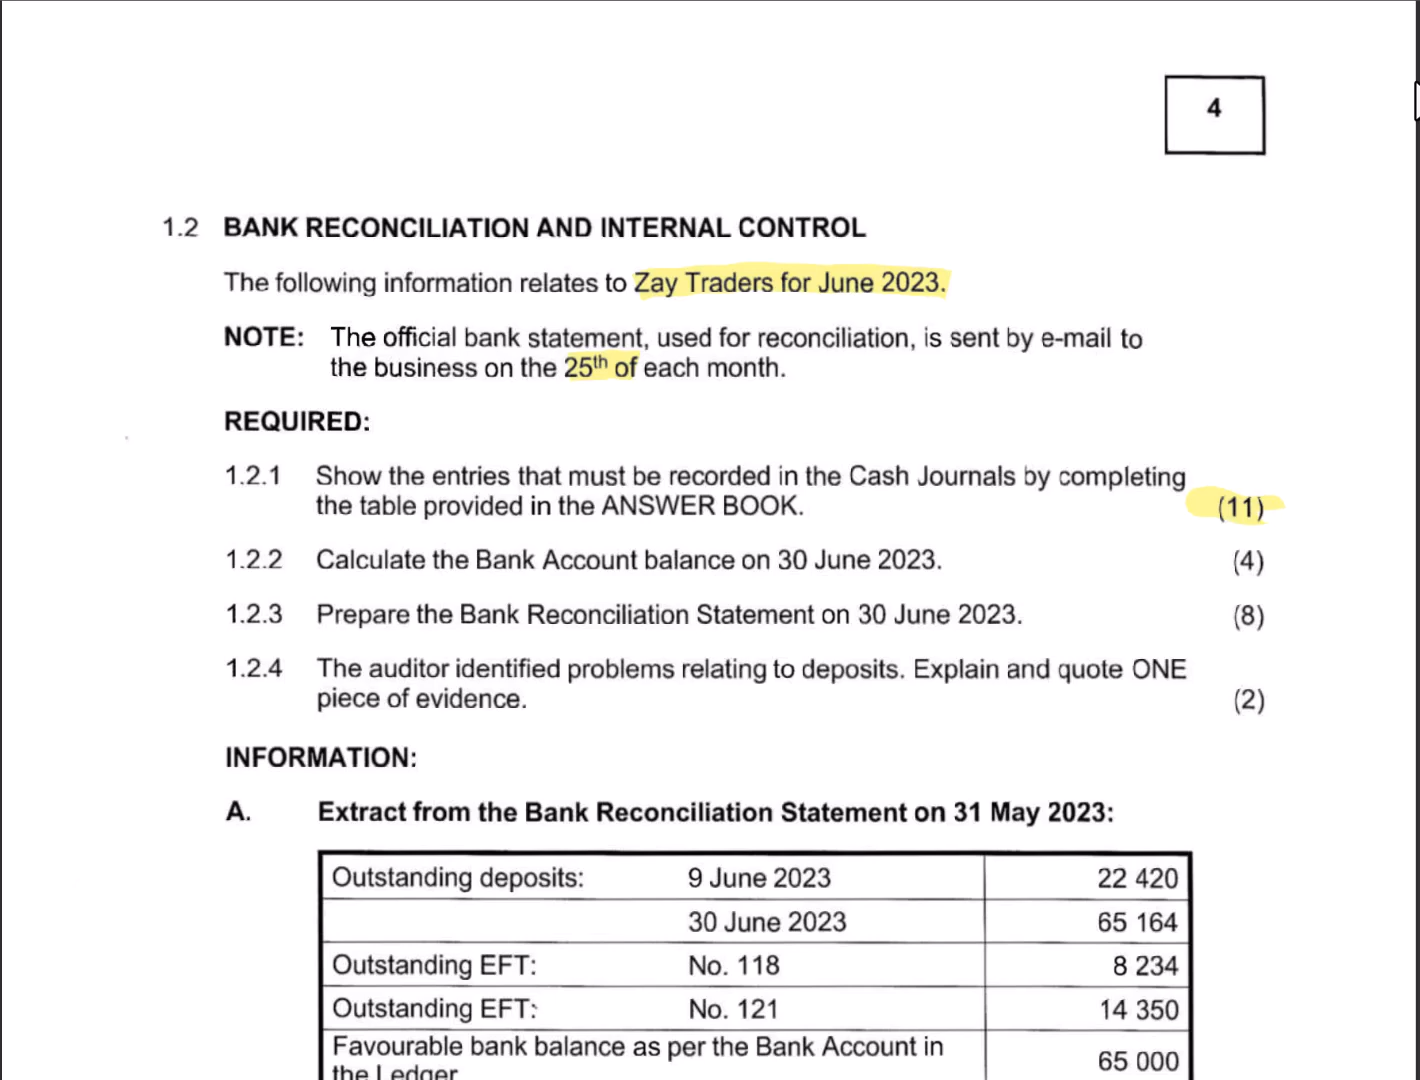 4
1.2 BANK RECONCILIATION AND INTERNAL CONTROL
The following information relates to Zay Traders for June 2023.
NOTE: The official bank statement, used for reconciliation, is sent by e-mail to
the business on the 25th of each month.
REQUIRED:
1.2.1 Show the entries that must be recorded in the Cash Journals by completing
the table provided in the ANSWER BOOK. (11)
1.2.2 Calculate the Bank Account balance on 30 June 2023. (4)
1.2.3 Prepare the Bank Reconciliation Statement on 30 June 2023. (8)
1.2.4 The auditor identified problems relating to deposits. Explain and quote ONE
piece of evidence. (2)
INFORMATION:
A. Extract from the Bank Reconciliation Statement on 31 May 2023:
Outstanding deposits: 9 June 2023 22 420
30 June 2023 65 164
Outstanding EFT: No. 118 8 234
Outstanding EFT: No. 121 14 350
Favourable bank balance as per the Bank Account in 65 000
the Ledger